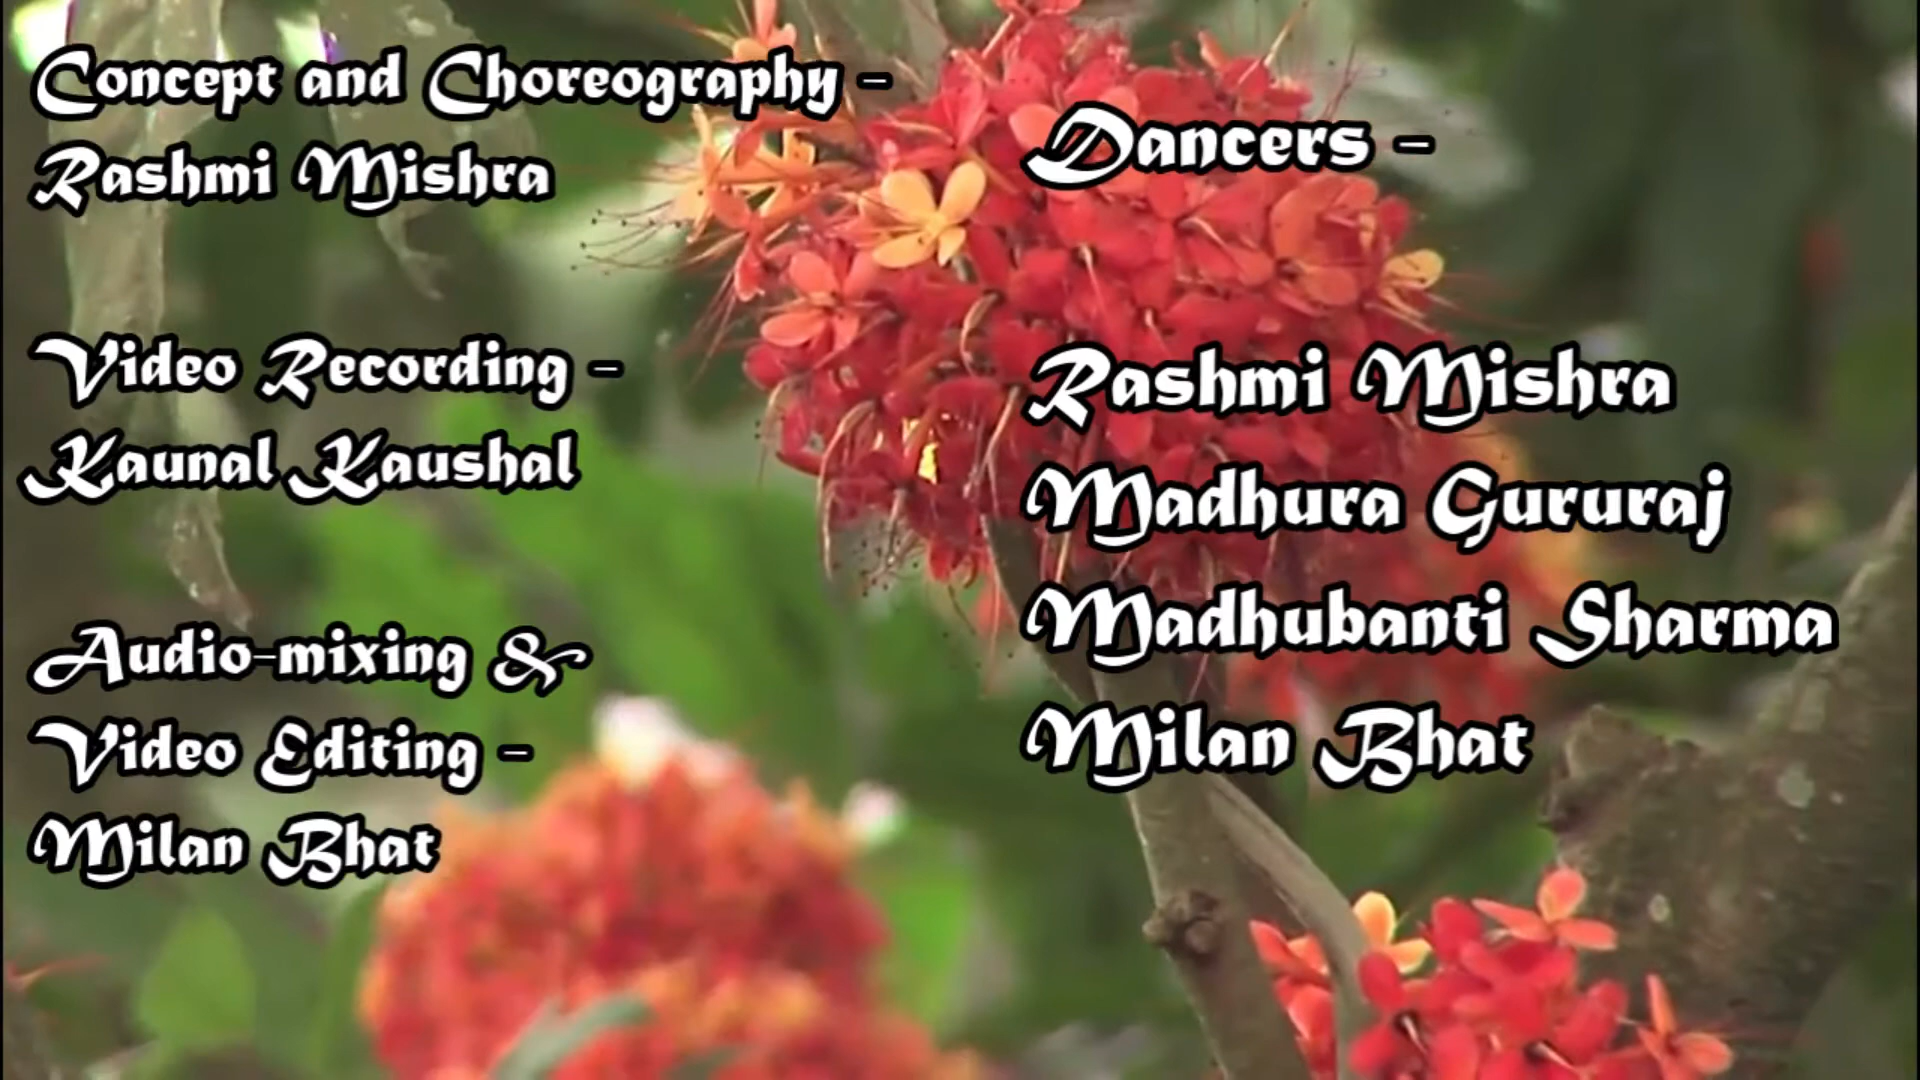 Concept and Choreography -
Rashmi Mishra
Video Recording -
Kaunal Kaushal
Audio-mixing &
Video Editing -
Milan Bhat
Dancers -
Rashmi Mishra
Madhura Gururaj
Madhubanti Sharma
Milan Bhat